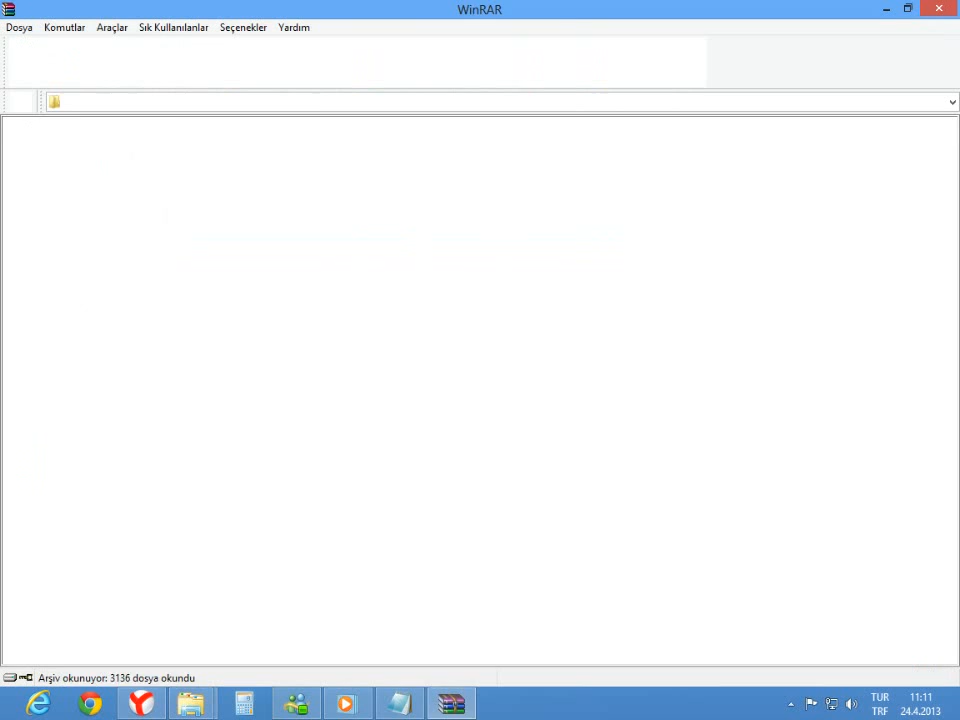 WinRAR
Dosya Komutlar Araçlar Sık Kullanılanlar Seçenekler Yardım
Arşiv okunuyor: 3136 dosya okundu
TUR 11:11
TRF 24.4.2013